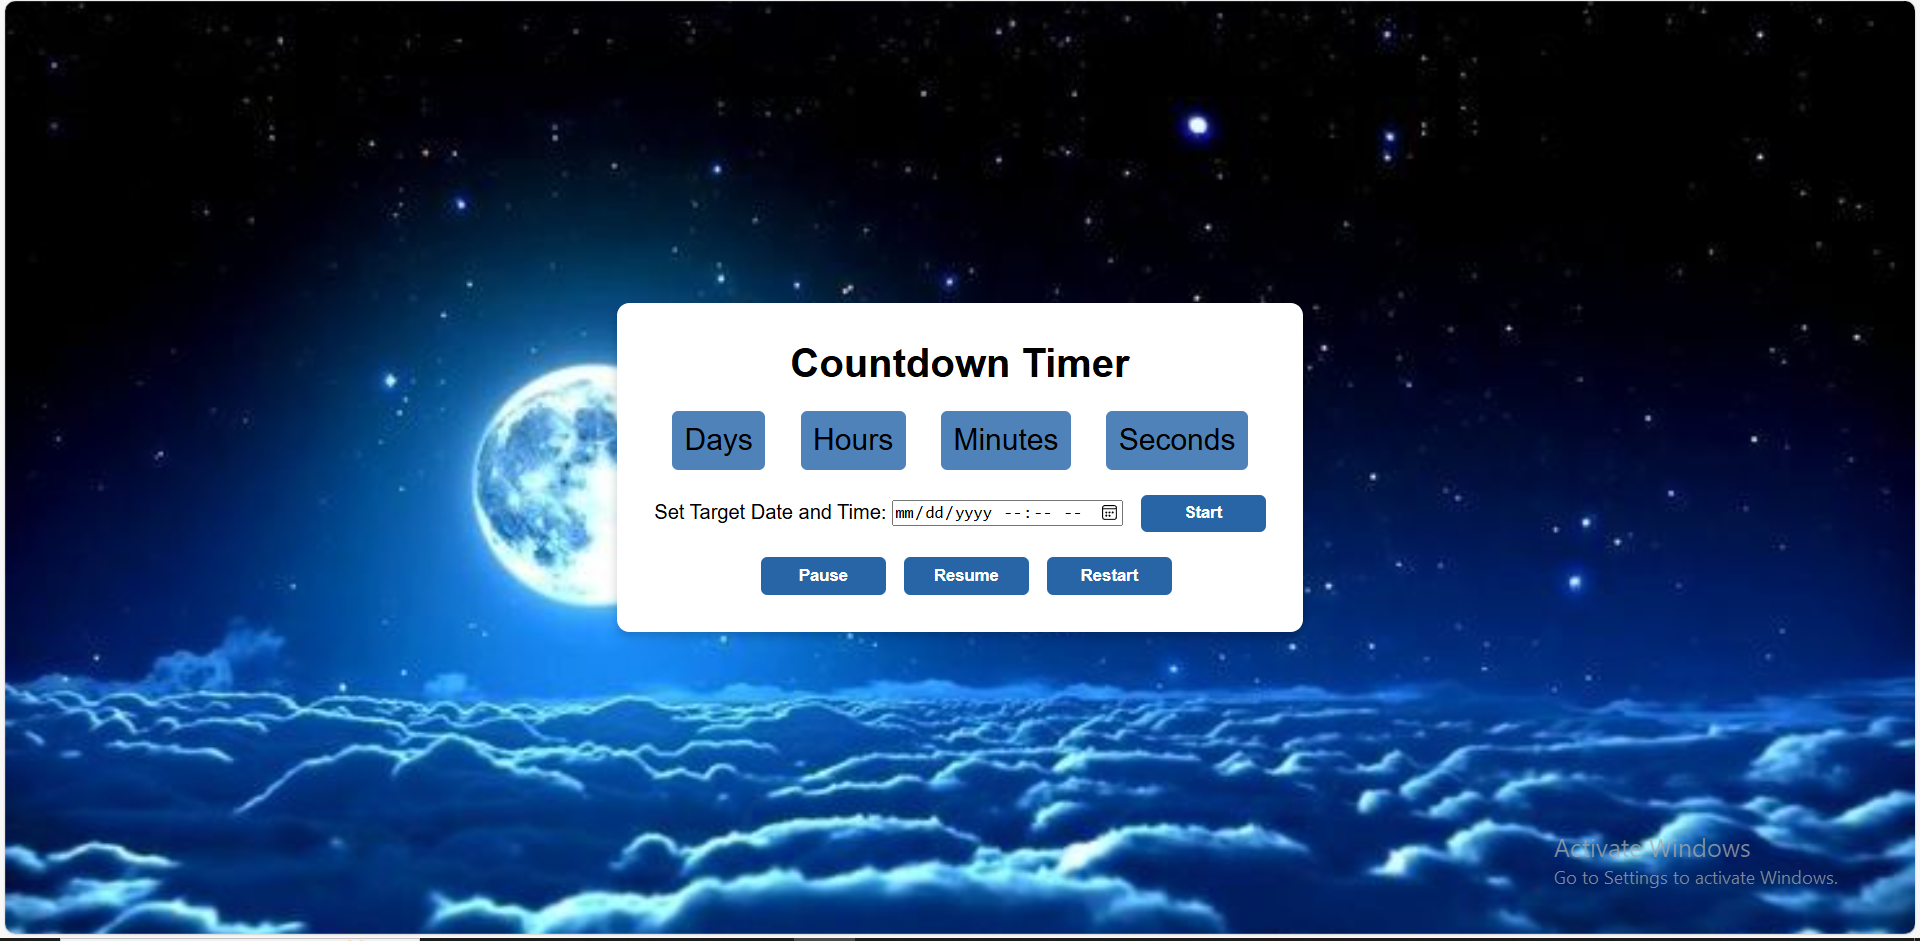 Countdown Timer
Days Hours Minutes Seconds
Set Target Date and Time: mm/dd/yyyy --:-- -- Start
Pause Resume Restart
Activate Windows
Go to Settings to activate Windows.